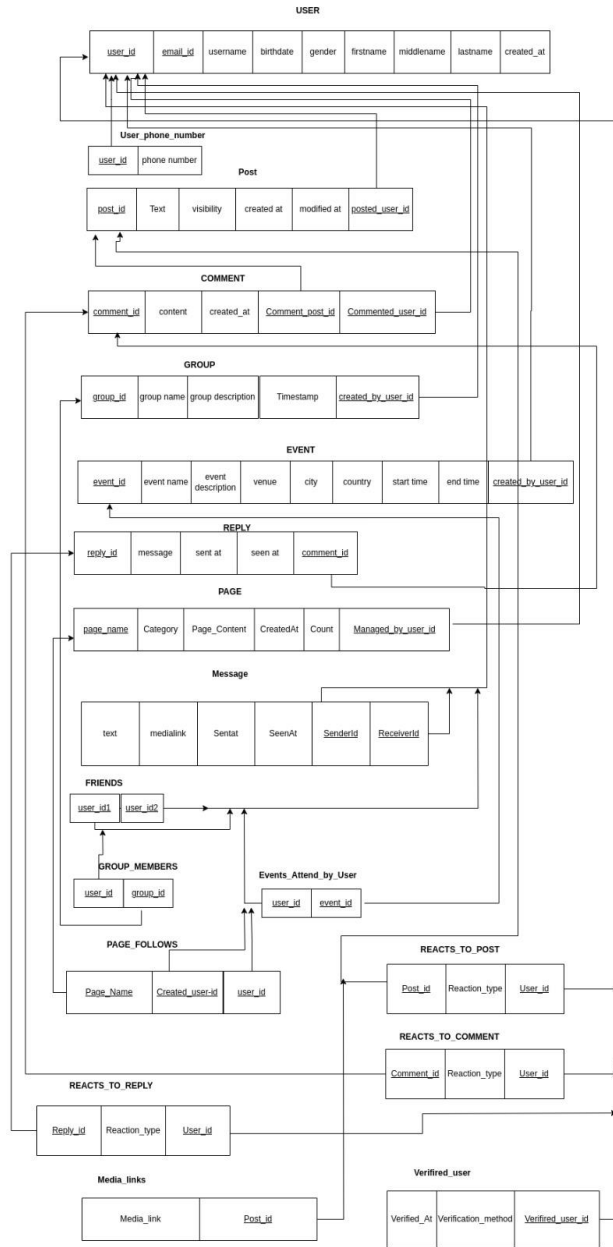 USER
user_id email_id username birthdate gender firstname middlename lastname created_at
User_phone_number
user_id phone number
Post
post_id Text visibility created at modified at posted_user_id
COMMENT
comment_id content created_at Comment_post_id Commented_user_id
GROUP
group_id group name group description Timestamp created_by_user_id
EVENT
event_id event name event description venue city country start time end time created_by_user_id
REPLY
reply_id message sent at seen at comment_id
PAGE
page_name Category Page_Content CreatedAt Count Managed_by_user_id
Message
text medialink Sentat SeenAt SenderId ReceiverId
FRIENDS
user_id1 user_id2
GROUP_MEMBERS
user_id group_id
Events_Attend_by_User
user_id event_id
PAGE_FOLLOWS
Page_Name Created_user-id user_id
REACTS_TO_POST
Post_id Reaction_type User_id
REACTS_TO_COMMENT
Comment_id Reaction_type User_id
REACTS_TO_REPLY
Reply_id Reaction_type User_id
Media_links
Media_link Post_id
Verifired_user
Verified_At Verification_method Verifired_user_id